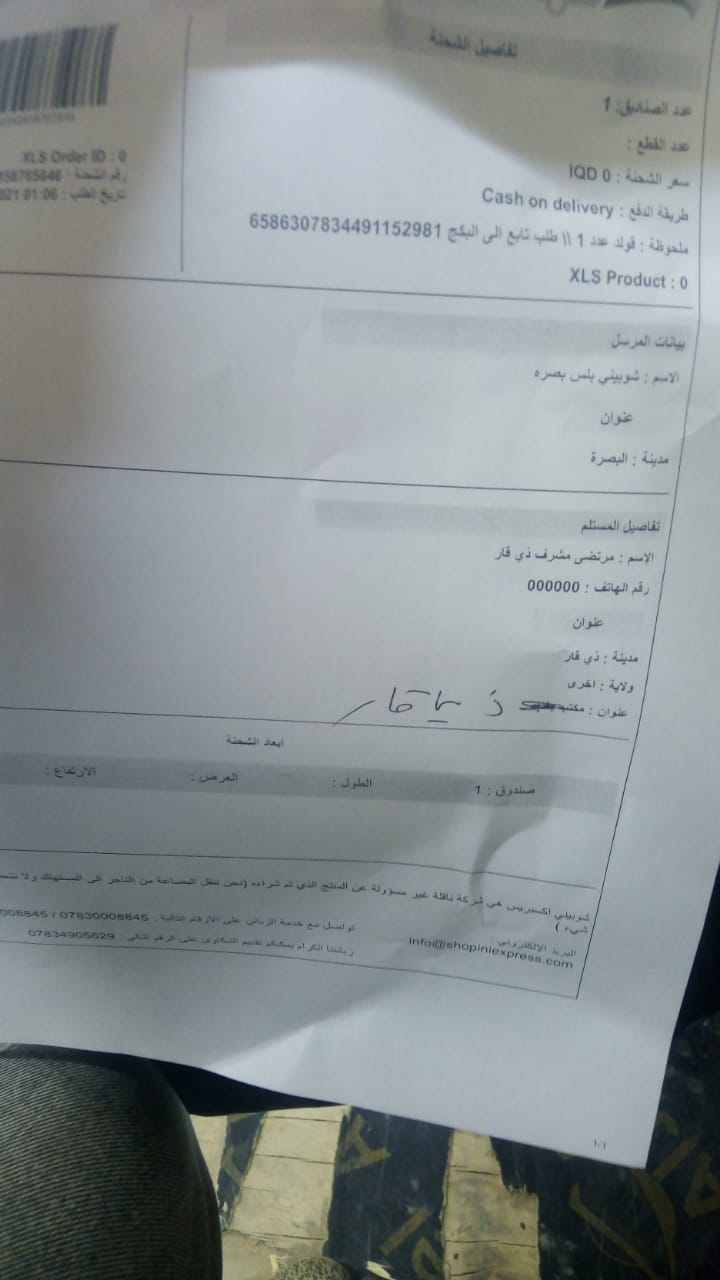 تفاصيل الشحنة
عدد الصناديق: 1
عدد القطع :
سعر الشحنة : IQD 0
طريقة الدفع : Cash on delivery
ملحوظة : قولد عدد 1 \\ طلب تابع الى البكج 6586307834491152981
XLS Product : 0
XLS Order ID : 0
رقم الشحنة : 58765646
تاريخ الطلب : 021 01:06
بيانات المرسل
الاسم : شوبيني بلس بصره
عنوان
مدينة : البصرة
تفاصيل المستلم
الإسم : مرتضى مشرف ذي قار
رقم الهاتف : 000000
عنوان
مدينة : ذي قار
ولاية : اخرى
عنوان : مكتب ذ يا قار
ابعاد الشحنة
صندوق : 1 الطول : العرض : الارتفاع :
شوبيني اكسبريس هي شركة ناقلة غير مسؤولة عن المنتج الذي تم شراءه (نحن ننقل البضاعة من التاجر الى المستهلك ولا
شيء )
البريد الإلكتروني :
info@shopiniexpress.com
تواصل مع خدمة الزبائن على الارقام التالية : 07830008845 / 008845
زبائننا الكرام يمكنكم تقديم الشكاوى على الرقم التالي : 07834905629
1/1